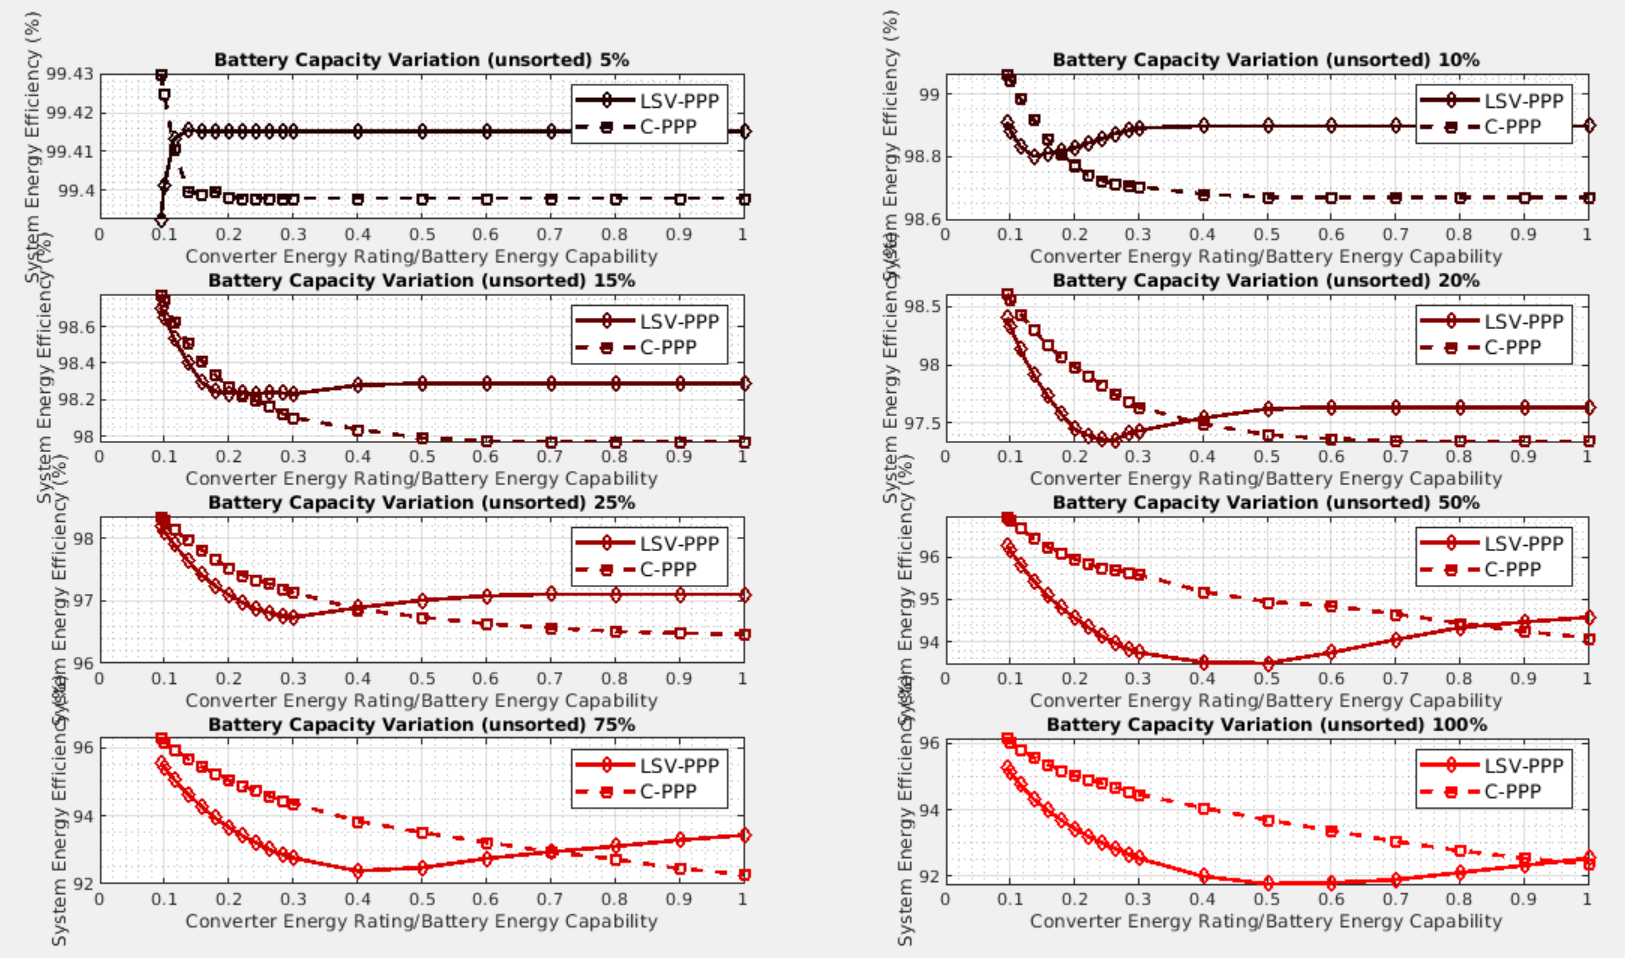 Battery Capacity Variation (unsorted) 5%
System Energy Efficiency (%)
99.43
99.42
99.41
99.4
LSV-PPP
C-PPP
0 0.1 0.2 0.3 0.4 0.5 0.6 0.7 0.8 0.9 1
Converter Energy Rating/Battery Energy Capability
Battery Capacity Variation (unsorted) 10%
System Energy Efficiency (%)
99
98.8
98.6
LSV-PPP
C-PPP
0 0.1 0.2 0.3 0.4 0.5 0.6 0.7 0.8 0.9 1
Converter Energy Rating/Battery Energy Capability
Battery Capacity Variation (unsorted) 15%
System Energy Efficiency (%)
98.6
98.4
98.2
98
LSV-PPP
C-PPP
0 0.1 0.2 0.3 0.4 0.5 0.6 0.7 0.8 0.9 1
Converter Energy Rating/Battery Energy Capability
Battery Capacity Variation (unsorted) 20%
System Energy Efficiency (%)
98.5
98
97.5
LSV-PPP
C-PPP
0 0.1 0.2 0.3 0.4 0.5 0.6 0.7 0.8 0.9 1
Converter Energy Rating/Battery Energy Capability
Battery Capacity Variation (unsorted) 25%
System Energy Efficiency (%)
98
97
96
LSV-PPP
C-PPP
0 0.1 0.2 0.3 0.4 0.5 0.6 0.7 0.8 0.9 1
Converter Energy Rating/Battery Energy Capability
Battery Capacity Variation (unsorted) 50%
System Energy Efficiency (%)
96
95
94
LSV-PPP
C-PPP
0 0.1 0.2 0.3 0.4 0.5 0.6 0.7 0.8 0.9 1
Converter Energy Rating/Battery Energy Capability
Battery Capacity Variation (unsorted) 75%
System Energy Efficiency (%)
96
94
92
LSV-PPP
C-PPP
0 0.1 0.2 0.3 0.4 0.5 0.6 0.7 0.8 0.9 1
Converter Energy Rating/Battery Energy Capability
Battery Capacity Variation (unsorted) 100%
System Energy Efficiency (%)
96
94
92
LSV-PPP
C-PPP
0 0.1 0.2 0.3 0.4 0.5 0.6 0.7 0.8 0.9 1
Converter Energy Rating/Battery Energy Capability